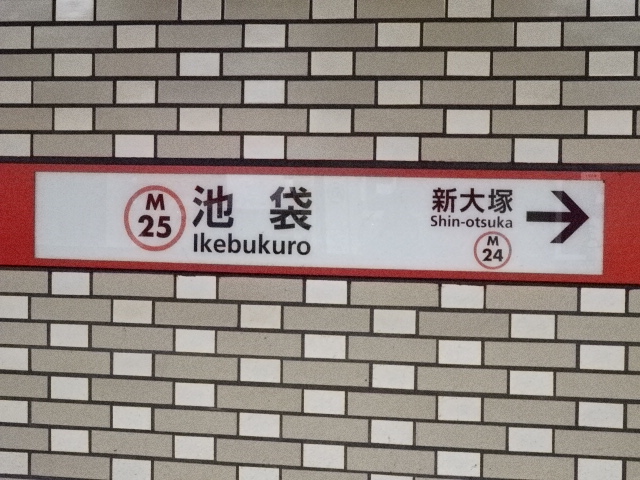 M
25
池袋
Ikebukuro
新大塚
Shin-otsuka
M
24